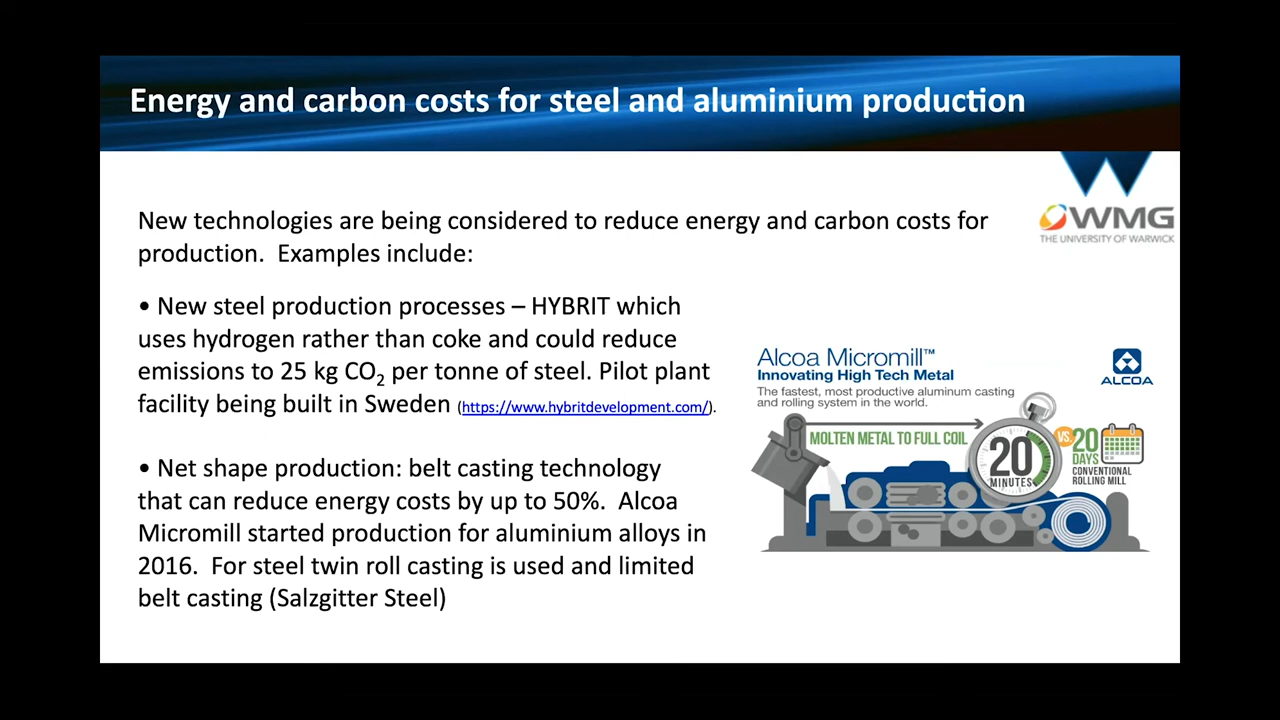 Energy and carbon costs for steel and aluminium production
WMG
THE UNIVERSITY OF WARWICK
New technologies are being considered to reduce energy and carbon costs for
production.  Examples include:
• New steel production processes – HYBRIT which
uses hydrogen rather than coke and could reduce
emissions to 25 kg CO₂ per tonne of steel. Pilot plant
facility being built in Sweden (https://www.hybritdevelopment.com/).
• Net shape production: belt casting technology
that can reduce energy costs by up to 50%.  Alcoa
Micromill started production for aluminium alloys in
2016.  For steel twin roll casting is used and limited
belt casting (Salzgitter Steel)
Alcoa Micromill™
Innovating High Tech Metal
The fastest, most productive aluminum casting
and rolling system in the world.
ALCOA
MOLTEN METAL TO FULL COIL
20
MINUTES
VS.
20
DAYS
CONVENTIONAL
ROLLING MILL